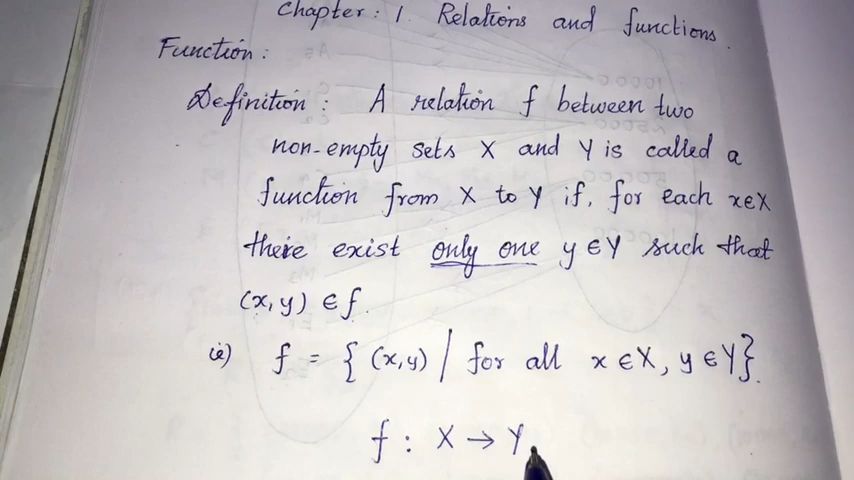 Chapter: 1. Relations and functions.
Function:
Definition: A relation f between two
non-empty sets X and Y is called a
function from X to Y if, for each x∈X
there exist only one y∈Y such that
(x,y) ∈ f.
ie) f = { (x,y) / for all x∈X, y∈Y}.
f : X → Y